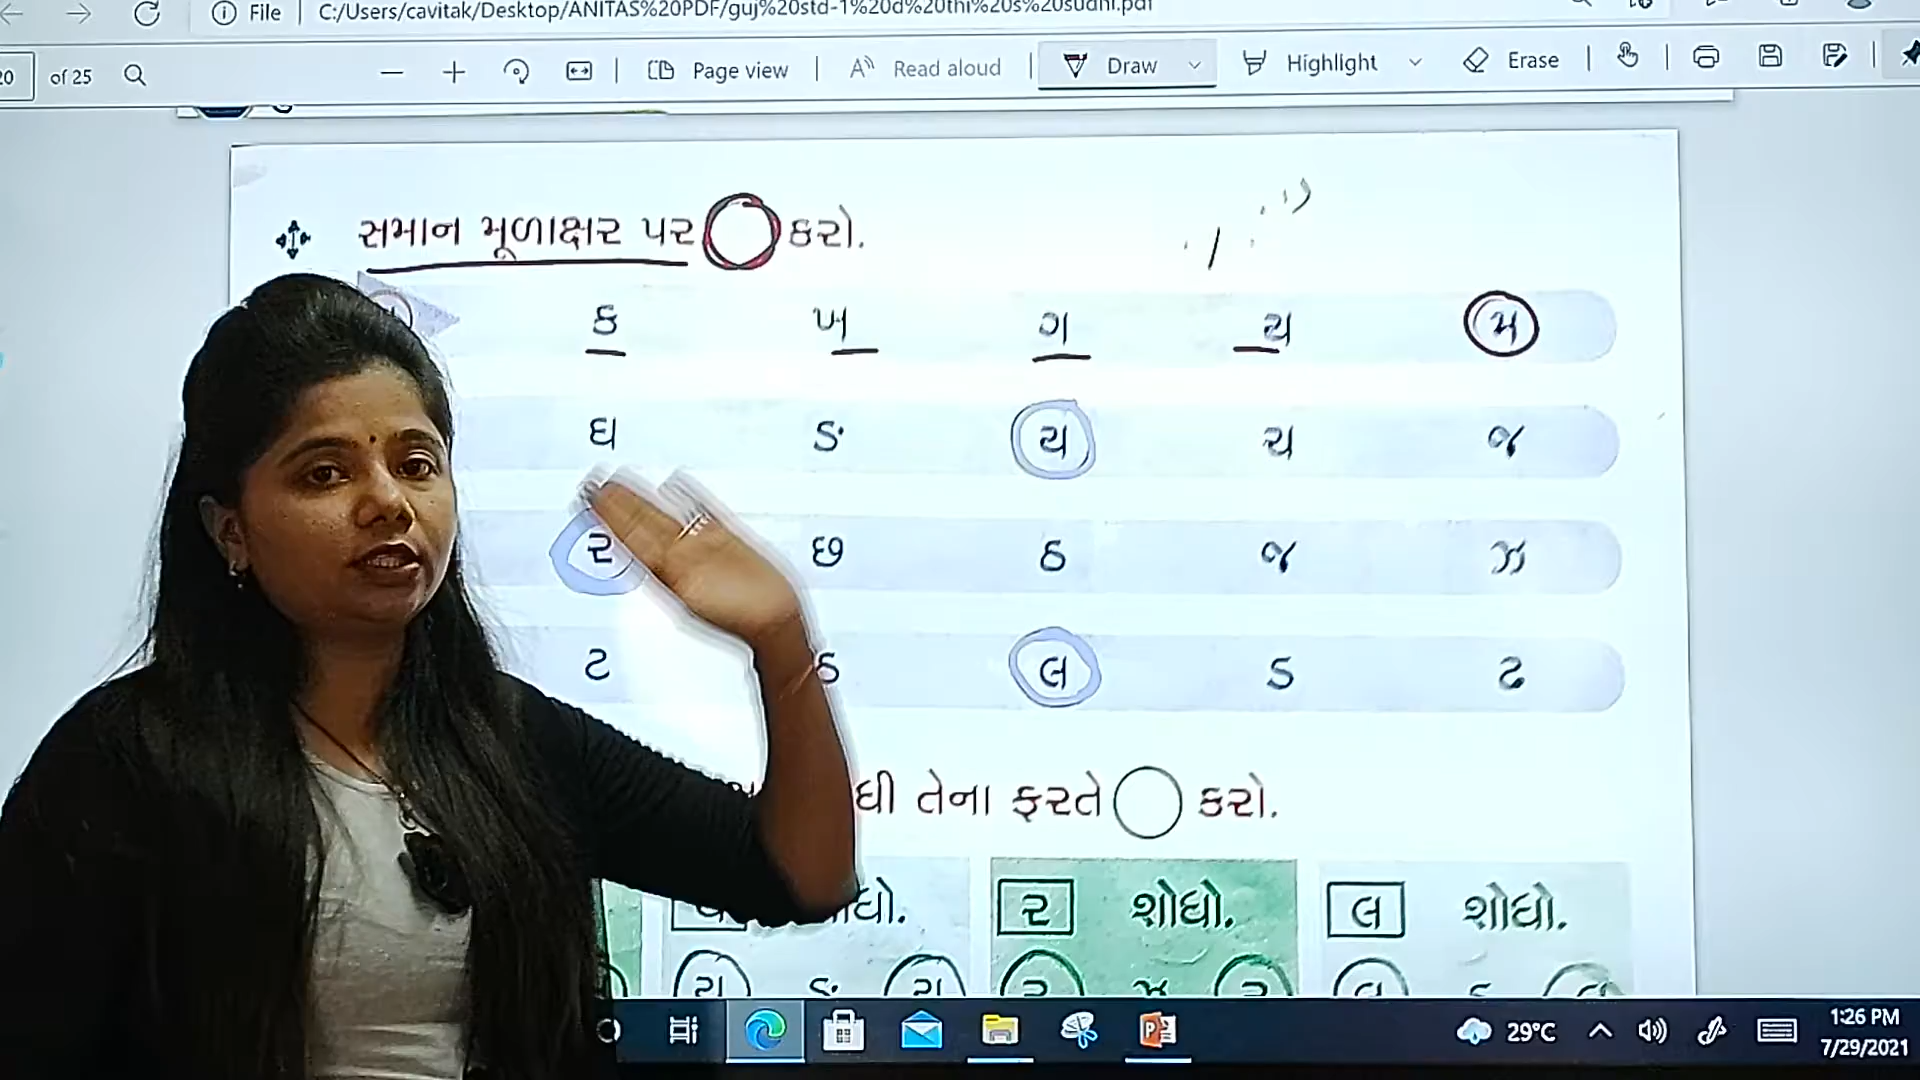 File C:/Users/cavitak/Desktop/ANITAS%20PDF/guj%20std-1%20d%20thi%20s%20sudhi.pdf
20 of 25 Page view Read aloud Draw Highlight Erase
સમાન મૂળાક્ષર પર કરો.
ક ખ ગ ય મ
ઘ ઙ ય ચ જ
ર છ ઠ જ ઝ
ટ ઠ લ ડ ઢ
તેના ફરતે કરો.
ર શોધો. લ શોધો.
ય ઙ ય ર ર લ
29°C 1:26 PM
7/29/2021